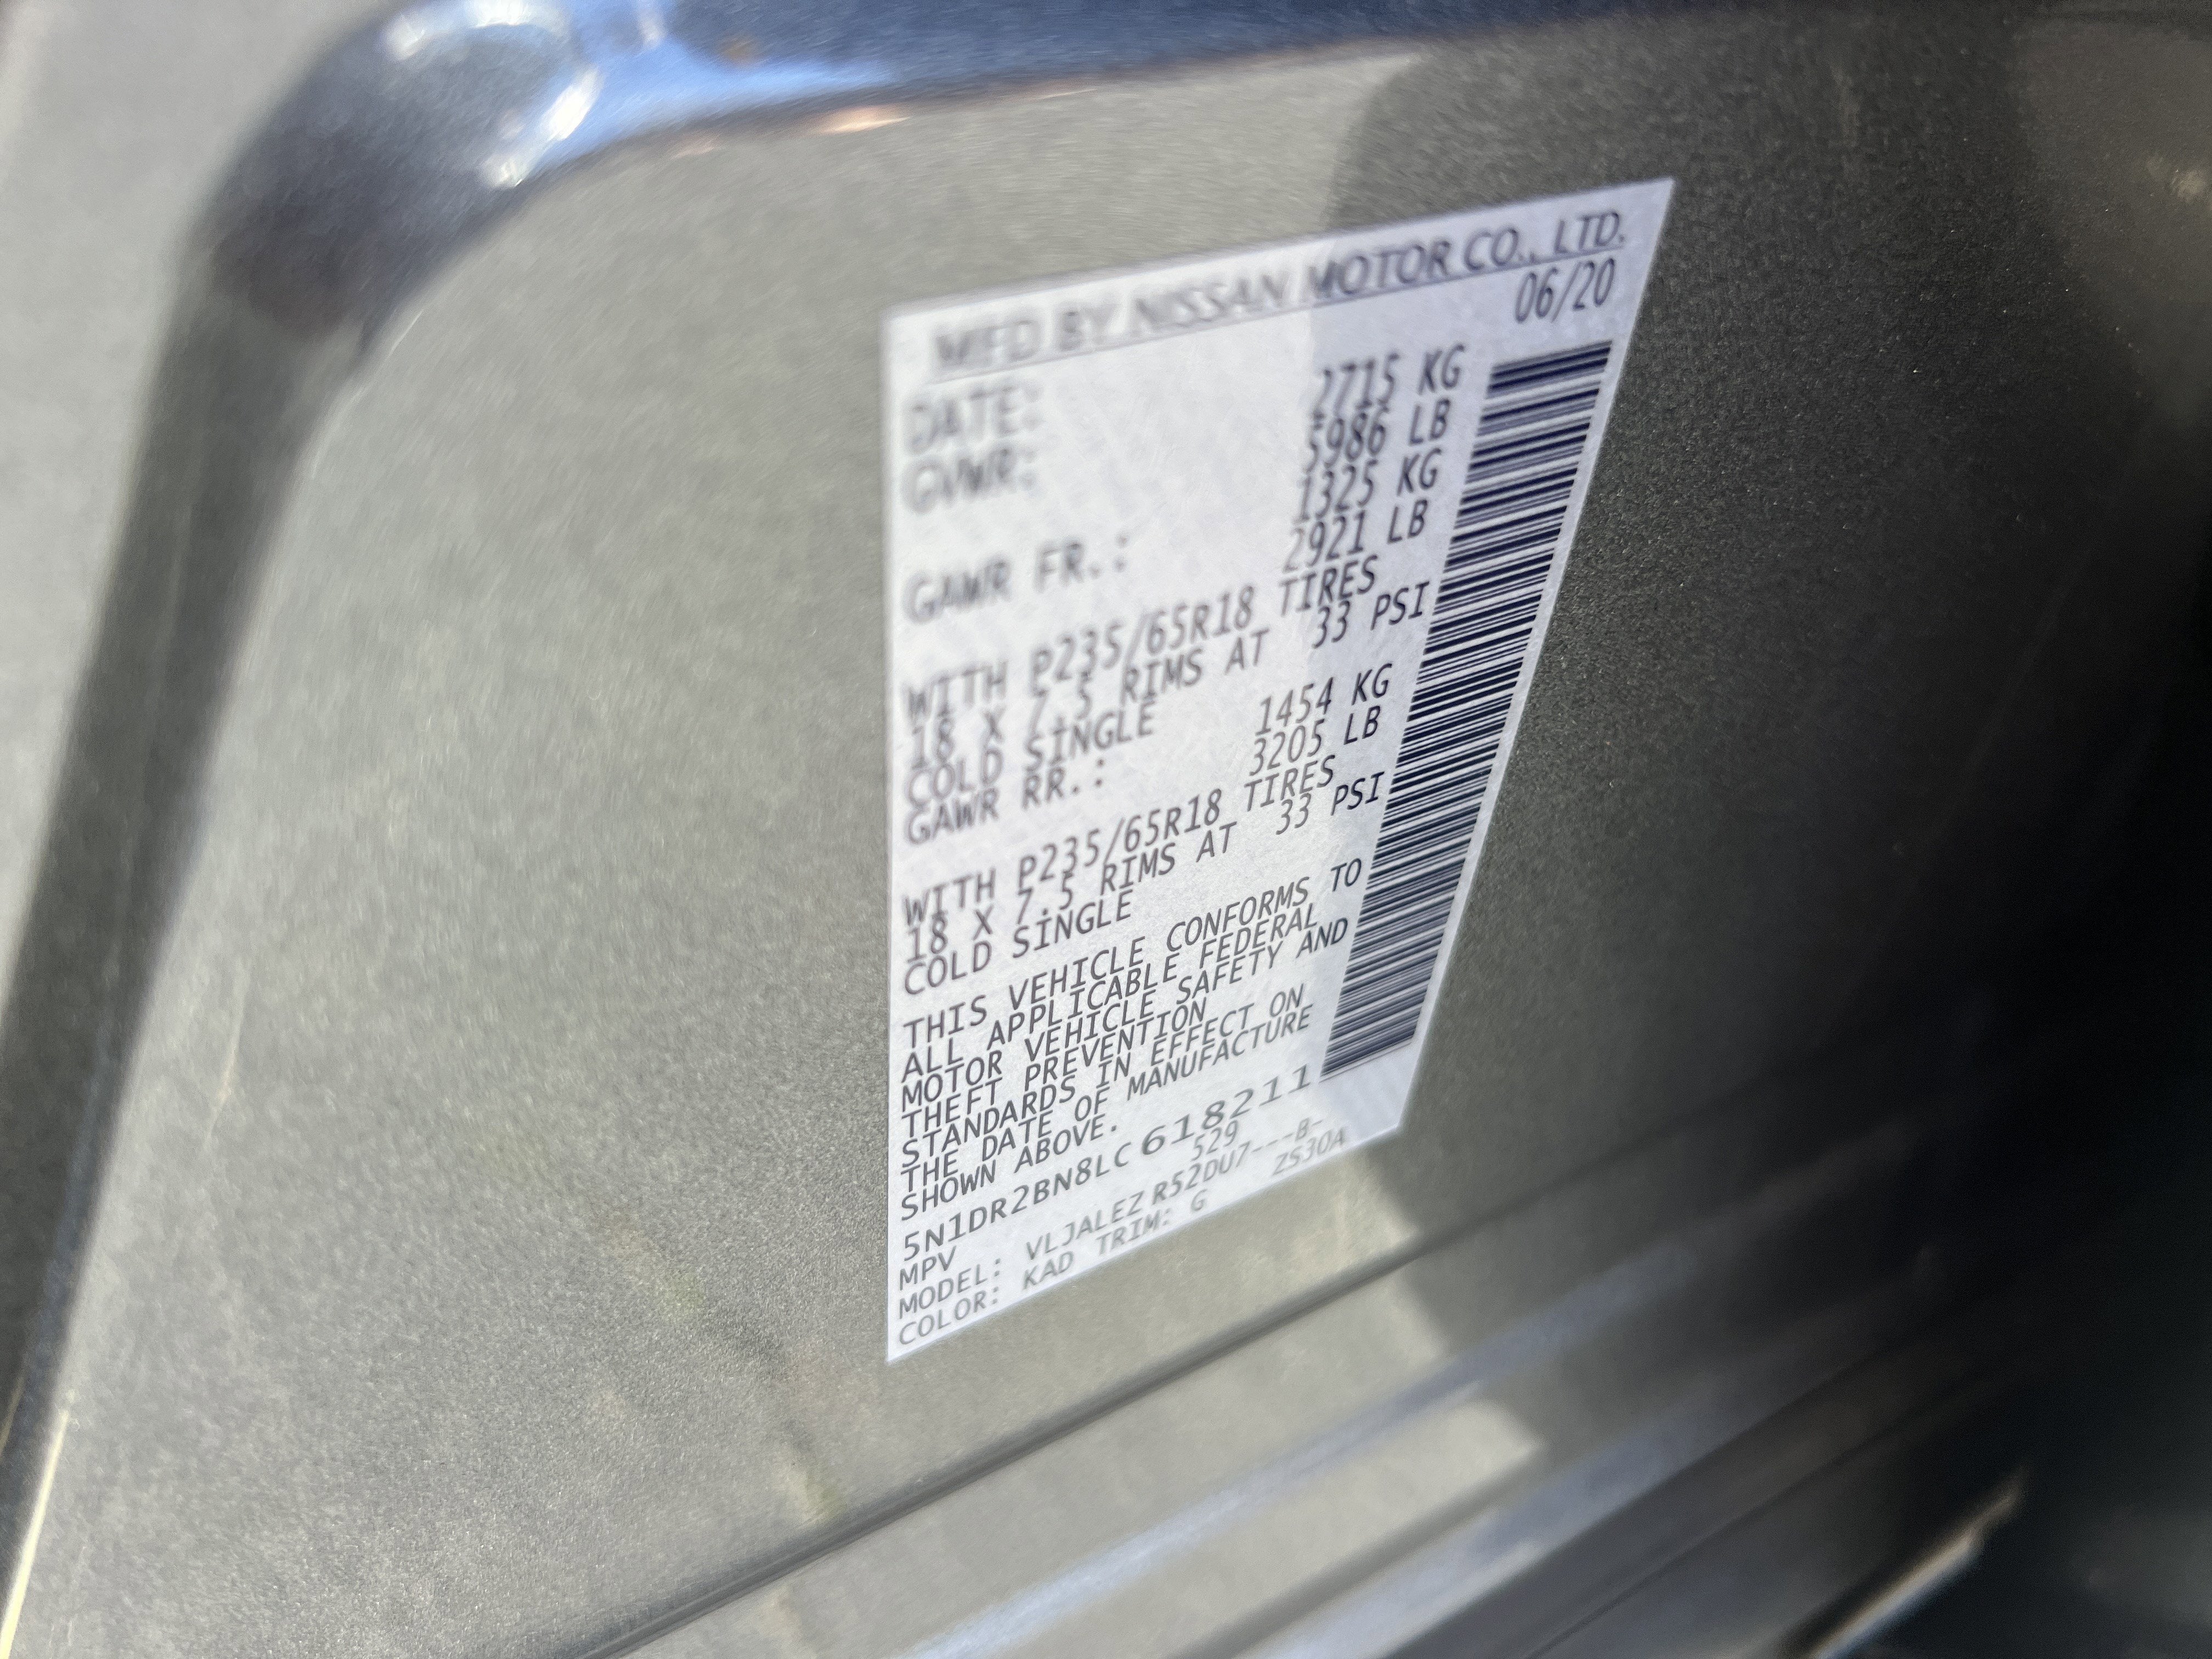 MFD BY NISSAN MOTOR CO., LTD.
DATE: 06/20
GVWR: 2715 KG
5986 LB
GAWR FR.: 1325 KG
2921 LB
WITH P235/65R18 TIRES
18 X 7.5 RIMS AT 33 PSI
COLD SINGLE
GAWR RR.: 1454 KG
3205 LB
WITH P235/65R18 TIRES
18 X 7.5 RIMS AT 33 PSI
COLD SINGLE
THIS VEHICLE CONFORMS TO
ALL APPLICABLE FEDERAL
MOTOR VEHICLE SAFETY AND
THEFT PREVENTION
STANDARDS IN EFFECT ON
THE DATE OF MANUFACTURE
SHOWN ABOVE.
5N1DR2BN8LC618211
MPV 529
MODEL: VLJALEZ R52DU7---B-
COLOR: KAD TRIM: G ZS30A